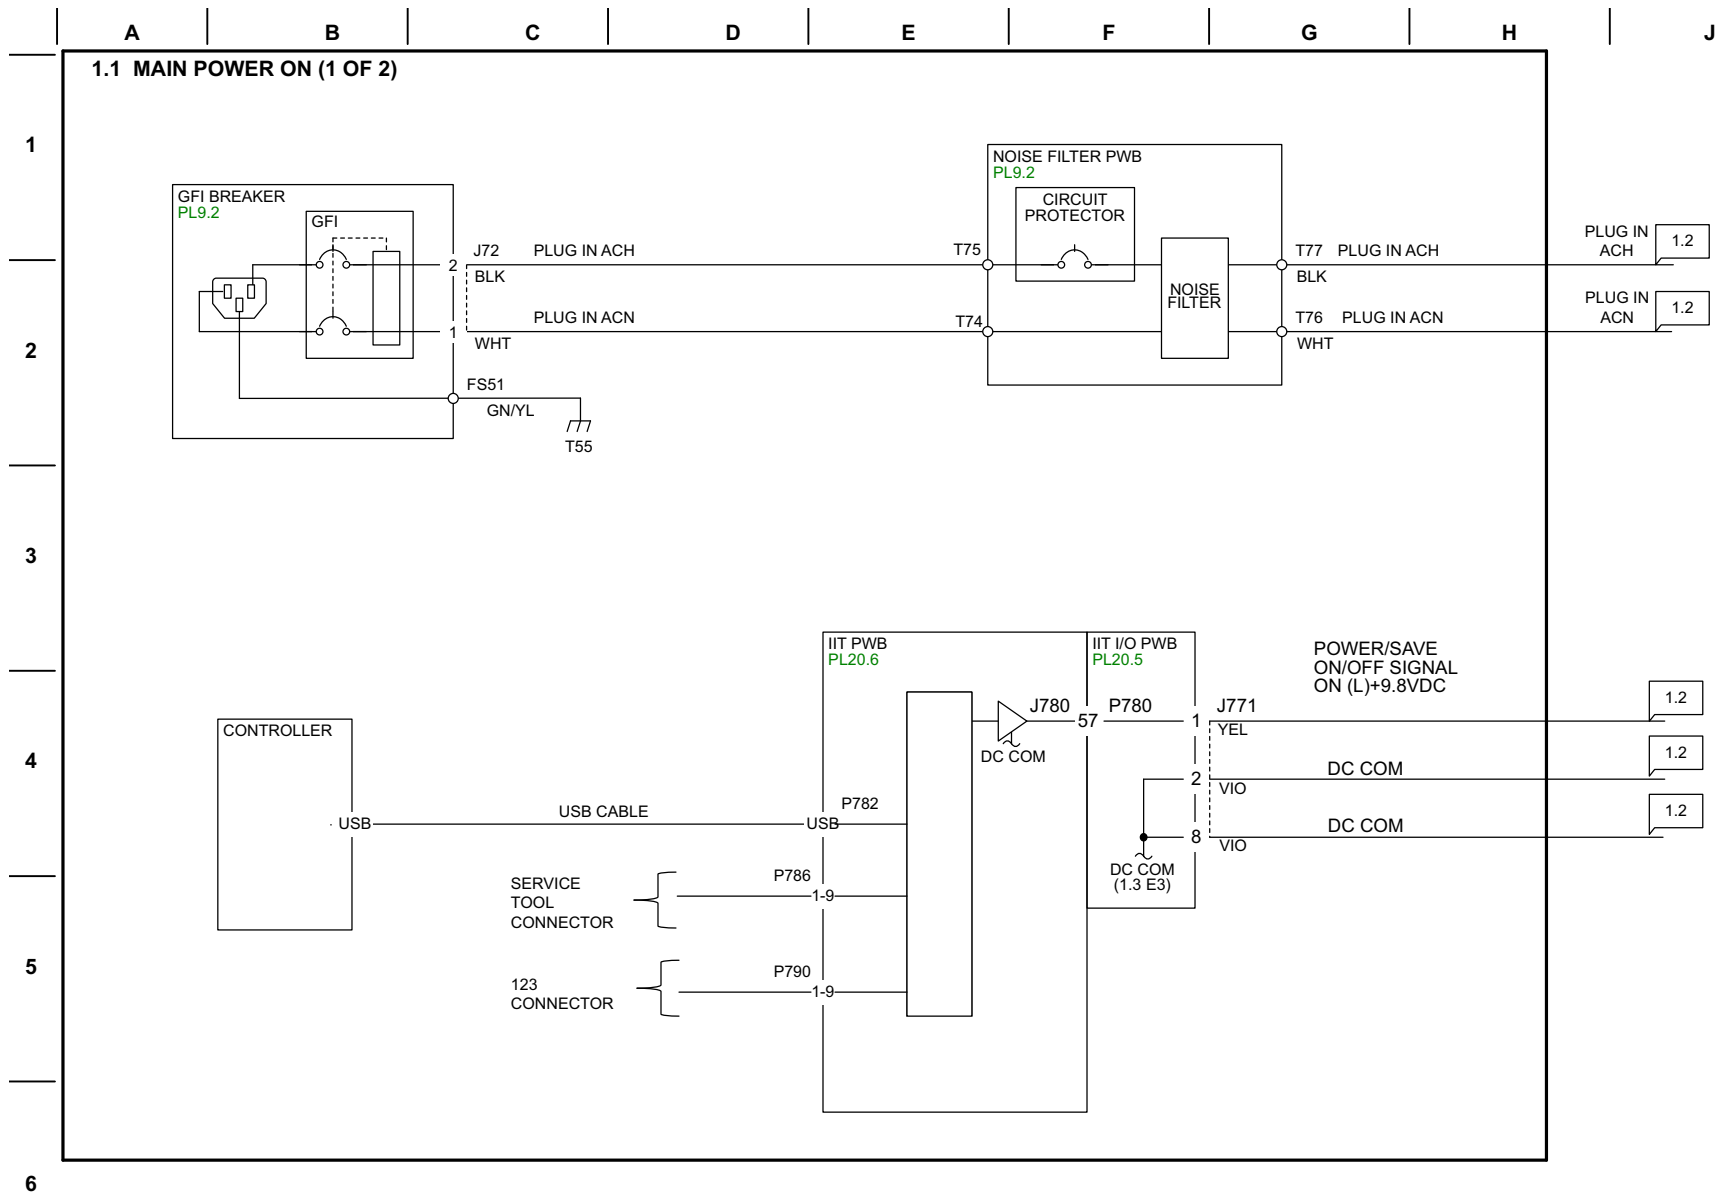 A B C D E F G H J
1.1 MAIN POWER ON (1 OF 2)
1
2
3
4
5
6
GFI BREAKER
PL9.2
GFI
J72
PLUG IN ACH
2
BLK
PLUG IN ACN
1
WHT
FS51
GN/YL
T55
NOISE FILTER PWB
PL9.2
CIRCUIT
PROTECTOR
T75
T74
NOISE
FILTER
T77
PLUG IN ACH
BLK
T76
PLUG IN ACN
WHT
PLUG IN
ACH
1.2
PLUG IN
ACN
1.2
CONTROLLER
USB
USB CABLE
USB
P782
SERVICE
TOOL
CONNECTOR
P786
1-9
123
CONNECTOR
P790
1-9
IIT PWB
PL20.6
J780
DC COM
57
IIT I/O PWB
PL20.5
P780
1
2
8
DC COM
(1.3 E3)
POWER/SAVE
ON/OFF SIGNAL
ON (L)+9.8VDC
J771
YEL
1.2
DC COM
VIO
1.2
DC COM
VIO
1.2